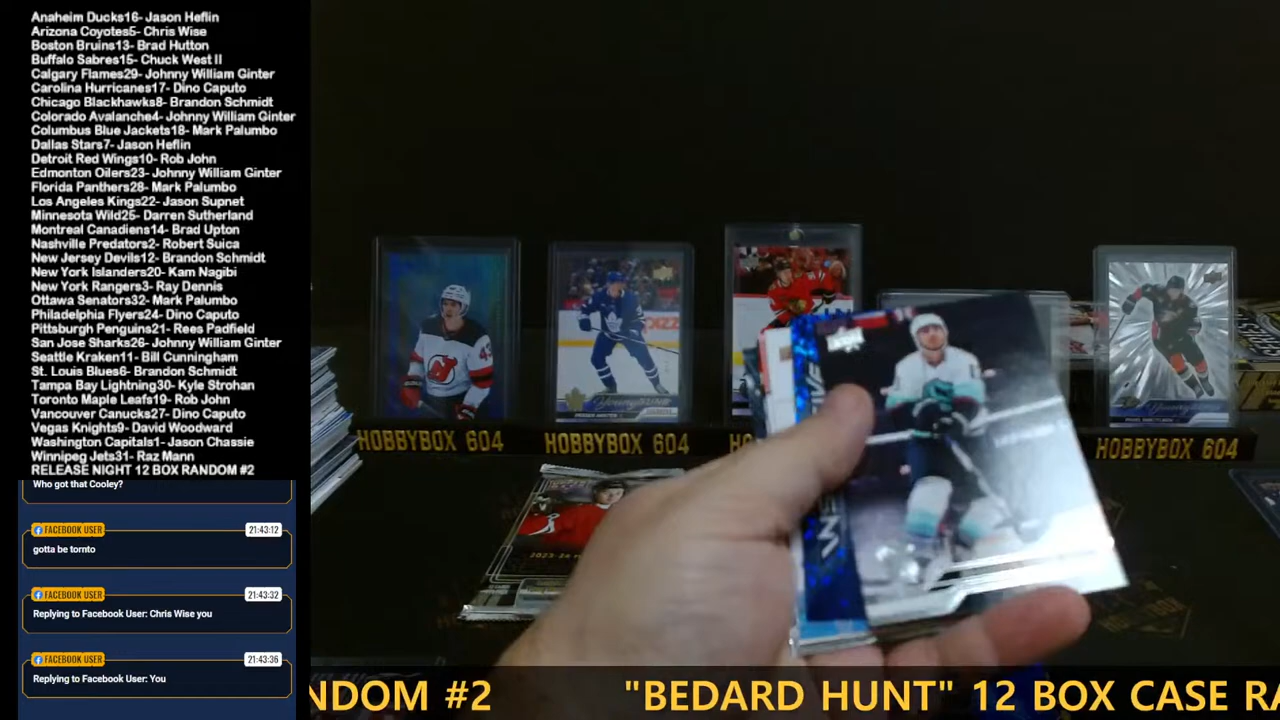 Anaheim Ducks16- Jason Heflin
Arizona Coyotes5- Chris Wise
Boston Bruins13- Brad Hutton
Buffalo Sabres15- Chuck West II
Calgary Flames29- Johnny William Ginter
Carolina Hurricanes17- Dino Caputo
Chicago Blackhawks8- Brandon Schmidt
Colorado Avalanche4- Johnny William Ginter
Columbus Blue Jackets18- Mark Palumbo
Dallas Stars7- Jason Heflin
Detroit Red Wings10- Rob John
Edmonton Oilers23- Johnny William Ginter
Florida Panthers28- Mark Palumbo
Los Angeles Kings22- Jason Supnet
Minnesota Wild25- Darren Sutherland
Montreal Canadiens14- Brad Upton
Nashville Predators2- Robert Suica
New Jersey Devils12- Brandon Schmidt
New York Islanders20- Kam Nagibi
New York Rangers3- Ray Dennis
Ottawa Senators32- Mark Palumbo
Philadelphia Flyers24- Dino Caputo
Pittsburgh Penguins21- Rees Padfield
San Jose Sharks26- Johnny William Ginter
Seattle Kraken11- Bill Cunningham
St. Louis Blues6- Brandon Schmidt
Tampa Bay Lightning30- Kyle Strohan
Toronto Maple Leafs19- Rob John
Vancouver Canucks27- Dino Caputo
Vegas Knights9- David Woodward
Washington Capitals1- Jason Chassie
Winnipeg Jets31- Raz Mann
RELEASE NIGHT 12 BOX RANDOM #2
Who got that Cooley?
FACEBOOK USER 21:43:12
gotta be tornto
FACEBOOK USER 21:43:32
Replying to Facebook User: Chris Wise you
FACEBOOK USER 21:43:36
Replying to Facebook User: You
HOBBYBOX 604
HOBBYBOX 604
HOBBYBOX 604
NDOM #2 "BEDARD HUNT" 12 BOX CASE RA